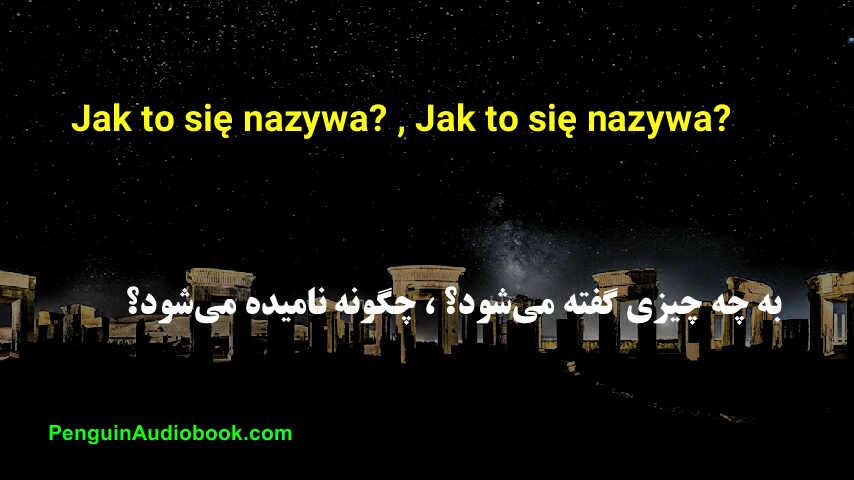 Jak to się nazywa? , Jak to się nazywa?
به چه چیزی گفته می‌شود؟ ، چگونه نامیده می‌شود؟
PenguinAudiobook.com